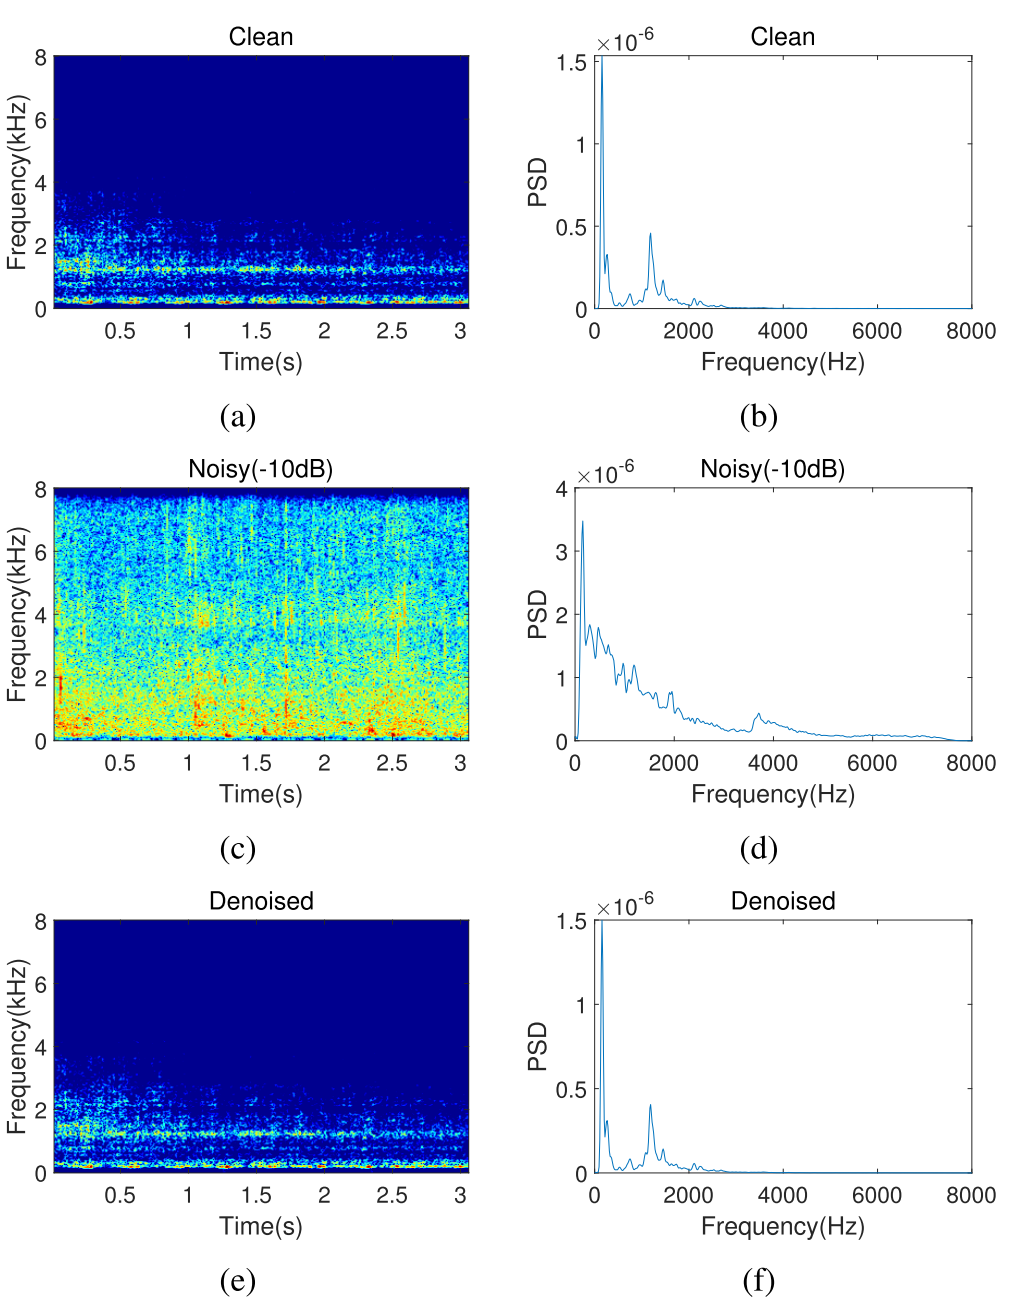 Clean
Frequency(kHz)
8
6
4
2
0
0.5 1 1.5 2 2.5 3
Time(s)
(a)
Clean
×10-6
PSD
1.5
1
0.5
0
0 2000 4000 6000 8000
Frequency(Hz)
(b)
Noisy(-10dB)
Frequency(kHz)
8
6
4
2
0
0.5 1 1.5 2 2.5 3
Time(s)
(c)
×10-6
Noisy(-10dB)
PSD
4
3
2
1
0
0 2000 4000 6000 8000
Frequency(Hz)
(d)
Denoised
Frequency(kHz)
8
6
4
2
0
0.5 1 1.5 2 2.5 3
Time(s)
(e)
×10-6
Denoised
PSD
1.5
1
0.5
0
0 2000 4000 6000 8000
Frequency(Hz)
(f)